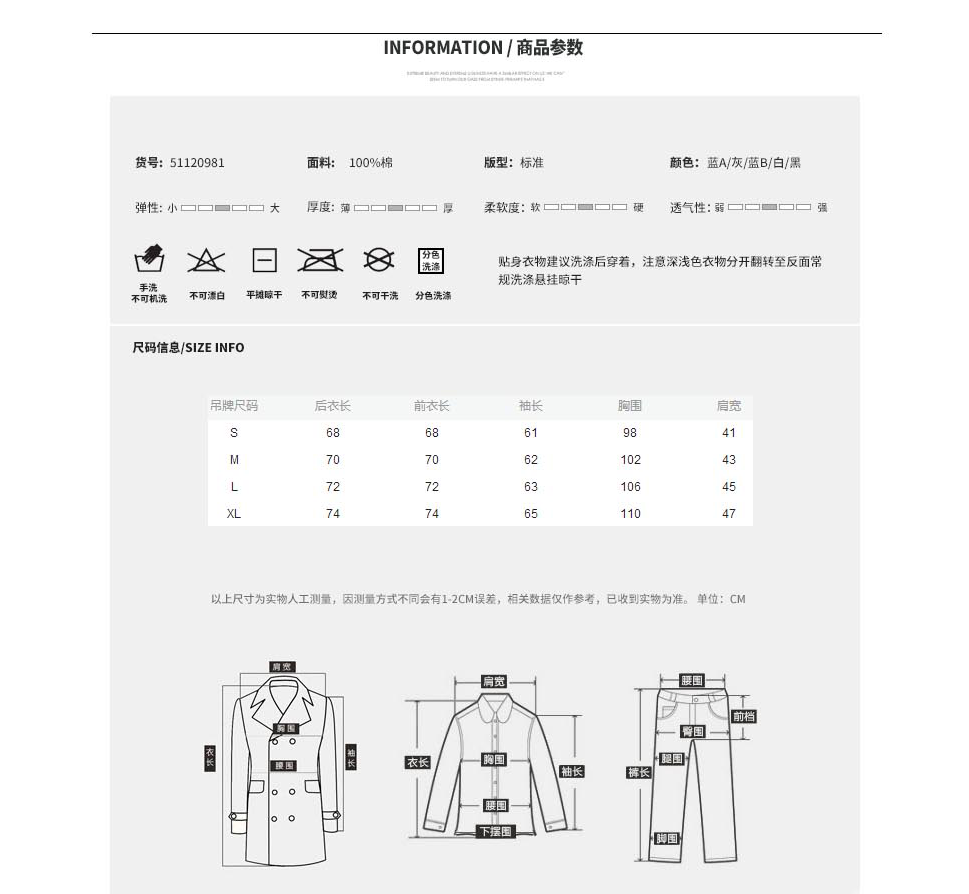 INFORMATION / 商品参数
货号: 51120981 面料: 100%棉 版型: 标准 颜色: 蓝A/灰/蓝B/白/黑
弹性: 小 大 厚度: 薄 厚 柔软度: 软 硬 透气性: 弱 强
分色
洗涤
手洗
不可机洗 不可漂白 平摊晾干 不可熨烫 不可干洗 分色洗涤
贴身衣物建议洗涤后穿着，注意深浅色衣物分开翻转至反面常
规洗涤悬挂晾干
尺码信息/SIZE INFO
吊牌尺码 后衣长 前衣长 袖长 胸围 肩宽
S 68 68 61 98 41
M 70 70 62 102 43
L 72 72 63 106 45
XL 74 74 65 110 47
以上尺寸为实物人工测量，因测量方式不同会有1-2CM误差，相关数据仅作参考，已收到实物为准。 单位：CM
肩宽
胸围
衣长
袖长
腰围
肩宽
胸围
衣长
袖长
腰围
下摆围
腰围
前档
臀围
腿围
裤长
脚围